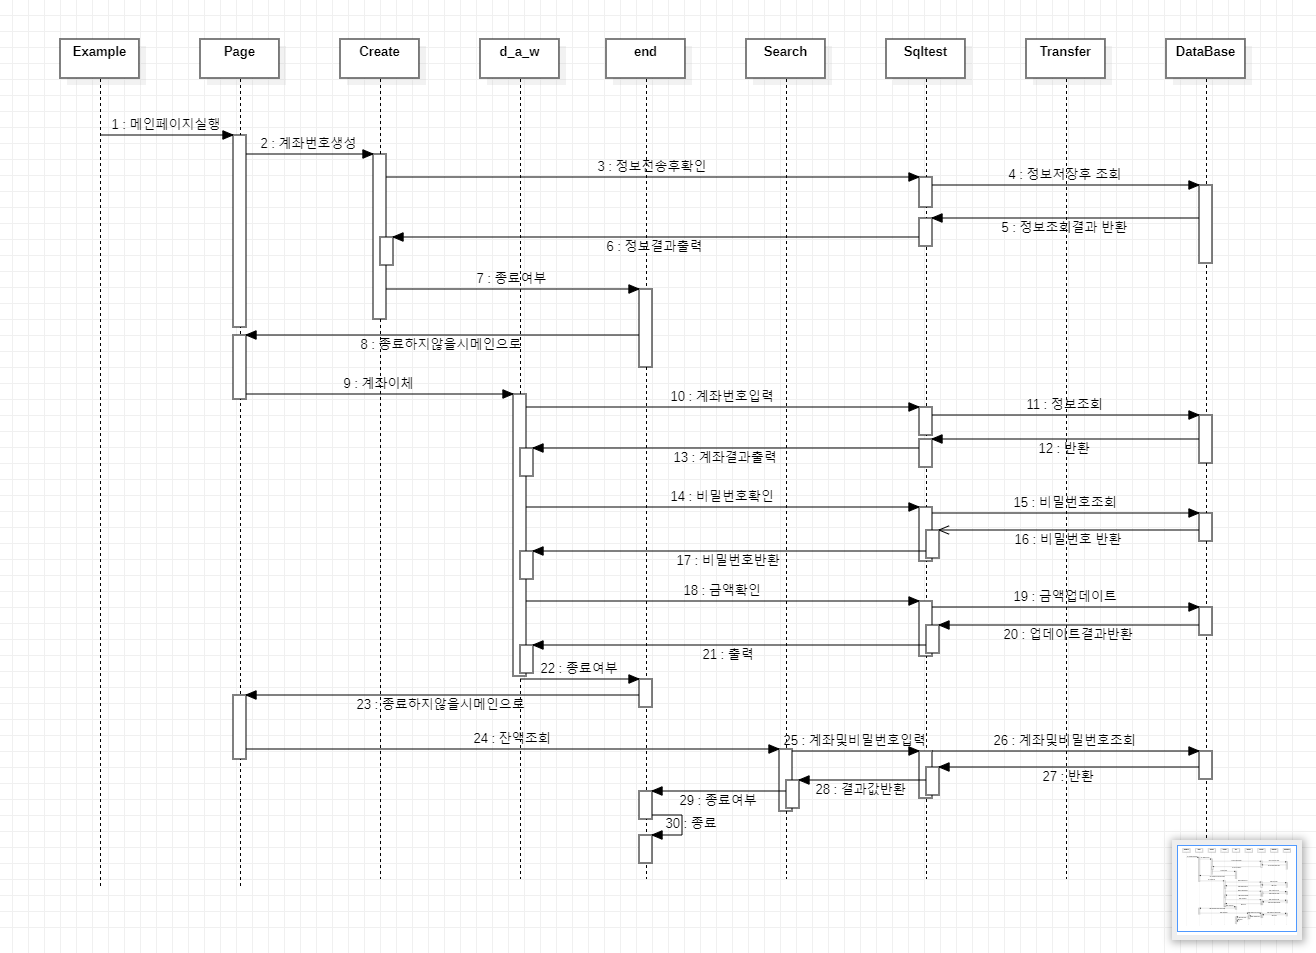 Example
Page
Create
d_a_w
end
Search
Sqltest
Transfer
DataBase
1 : 메인페이지실행
2 : 계좌번호생성
3 : 정보전송후확인
4 : 정보저장후 조회
5 : 정보조회결과 반환
6 : 정보결과출력
7 : 종료여부
8 : 종료하지않을시메인으로
9 : 계좌이체
10 : 계좌번호입력
11 : 정보조회
12 : 반환
13 : 계좌결과출력
14 : 비밀번호확인
15 : 비밀번호조회
16 : 비밀번호 반환
17 : 비밀번호반환
18 : 금액확인
19 : 금액업데이트
20 : 업데이트결과반환
21 : 출력
22 : 종료여부
23 : 종료하지않을시메인으로
24 : 잔액조회
25 : 계좌및비밀번호입력
26 : 계좌및비밀번호조회
27 : 반환
28 : 결과값반환
29 : 종료여부
30 : 종료